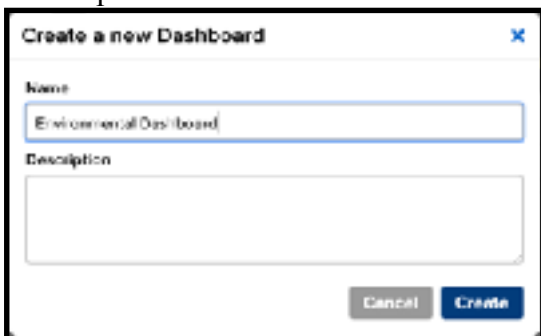 Create a new Dashboard
Name
Environmental Dashboard
Description
Cancel
Create